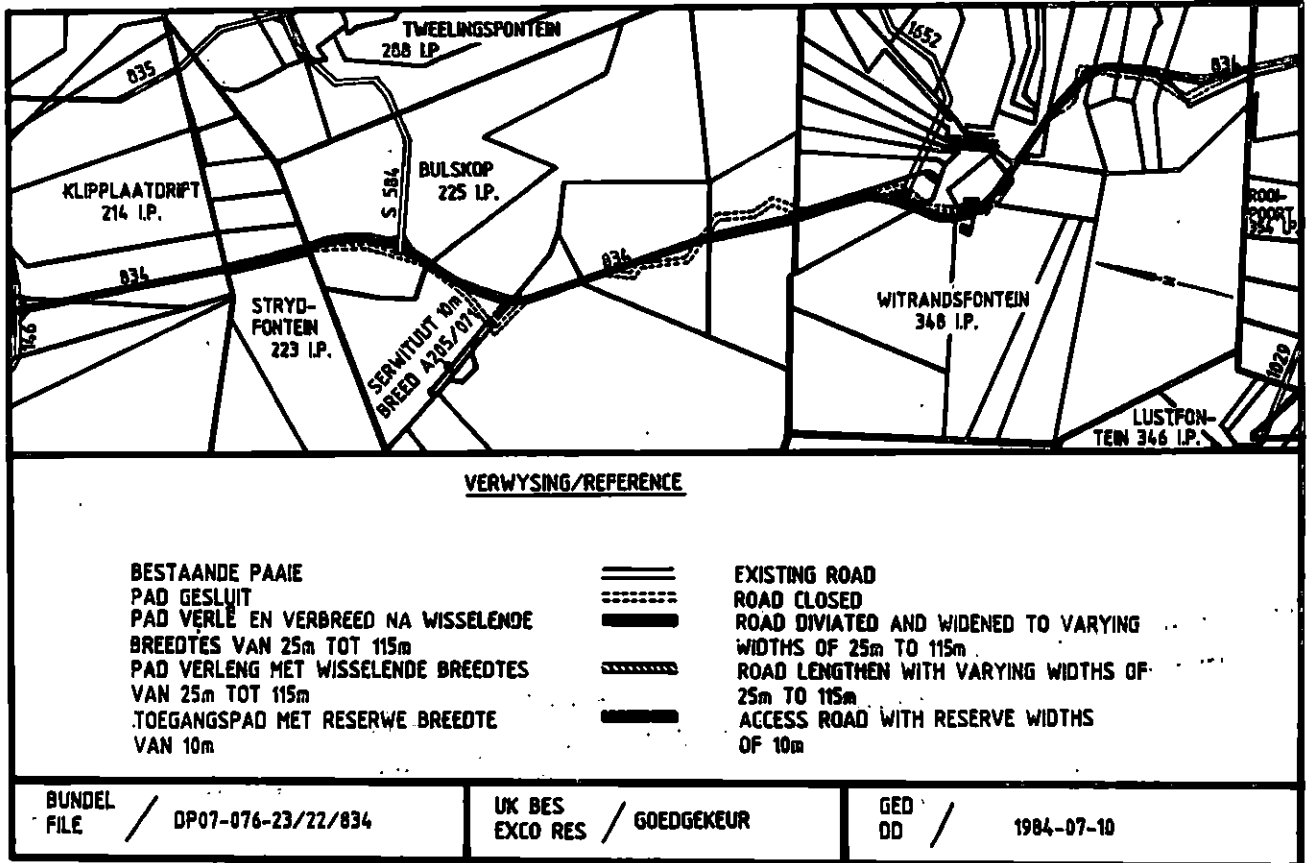 TWEELINGSPONTEIN
288 I.P.
1652
835
834
KLIPPLAATDRIFT
214 I.P.
S 584
BULSKOP
225 I.P.
ROOI-
POORT
354 I.P.
834
834
WITRANDSFONTEIN
348 I.P.
STRYD-
FONTEIN
223 I.P.
SERWITUUT 10m
BREED A205/071
146
1029
LUSTFON-
TEIN 346 I.P.
VERWYSING/REFERENCE
BESTAANDE PAAIE
EXISTING ROAD
PAD GESLUIT
ROAD CLOSED
PAD VERLÊ EN VERBREED NA WISSELENDE
BREEDTES VAN 25m TOT 115m
ROAD DIVIATED AND WIDENED TO VARYING
WIDTHS OF 25m TO 115m
PAD VERLENG MET WISSELENDE BREEDTES
VAN 25m TOT 115m
ROAD LENGTHEN WITH VARYING WIDTHS OF
25m TO 115m
TOEGANGSPAD MET RESERWE BREEDTE
VAN 10m
ACCESS ROAD WITH RESERVE WIDTHS
OF 10m
BUNDEL
FILE / DP07-076-23/22/834
UK BES
EXCO RES / GOEDGEKEUR
GED
DD / 1984-07-10